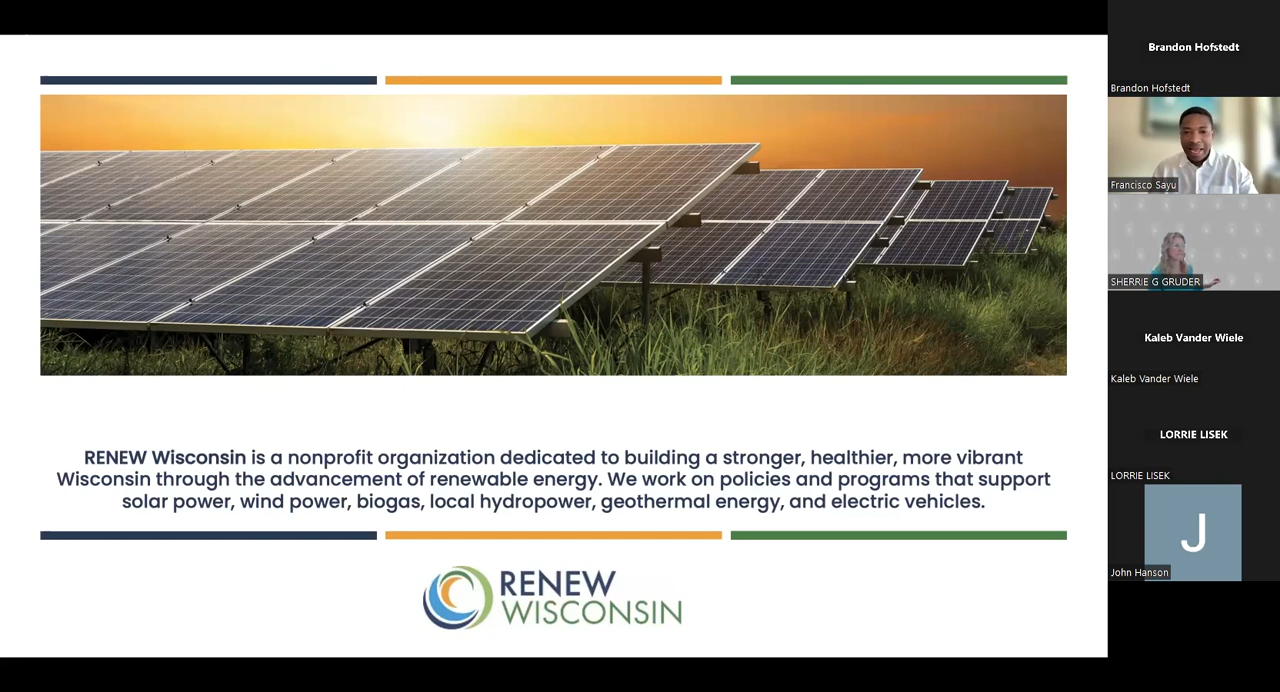 RENEW Wisconsin is a nonprofit organization dedicated to building a stronger, healthier, more vibrant
Wisconsin through the advancement of renewable energy. We work on policies and programs that support
solar power, wind power, biogas, local hydropower, geothermal energy, and electric vehicles.
RENEW
WISCONSIN
Brandon Hofstedt
Brandon Hofstedt
Francisco Sayu
SHERRIE G GRUDER
Kaleb Vander Wiele
Kaleb Vander Wiele
LORRIE LISEK
LORRIE LISEK
J
John Hanson